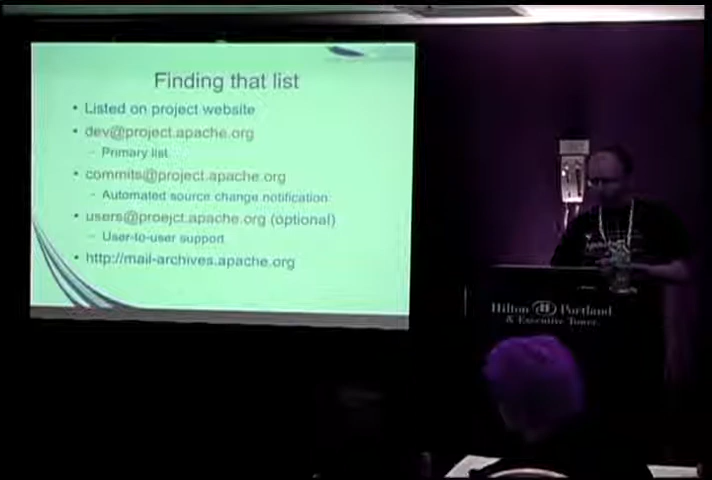 Finding that list
• Listed on project website
• dev@project.apache.org
– Primary list
• commits@project.apache.org
– Automated source change notification
• users@proejct.apache.org (optional)
– User-to-user support
• http://mail-archives.apache.org
Hilton Portland
& Executive Tower